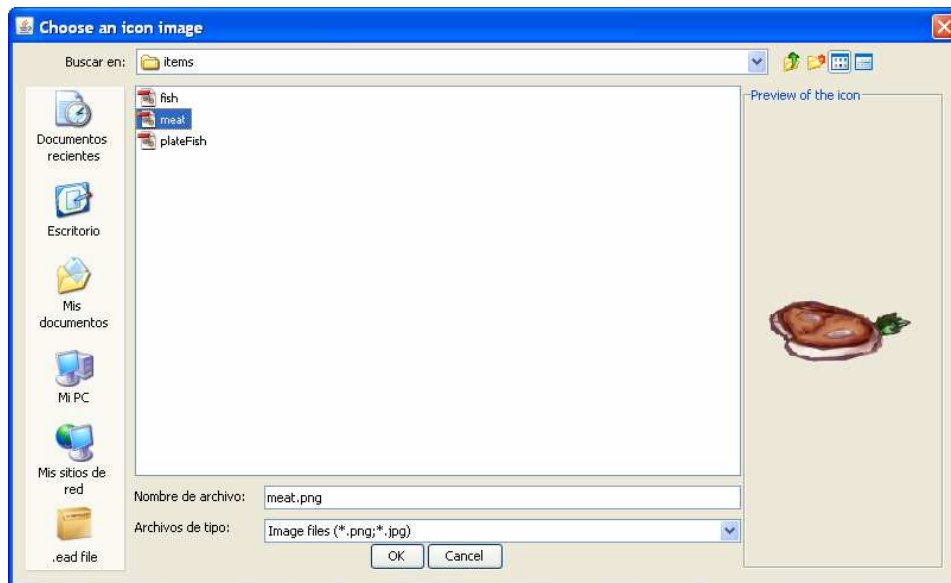 Choose an icon image
Buscar en:
items
Documentos
recientes
Escritorio
Mis
documentos
Mi PC
Mis sitios de
red
.ead file
fish
meat
plateFish
Preview of the icon
Nombre de archivo:
meat.png
Archivos de tipo:
Image files (*.png;*.jpg)
OK
Cancel